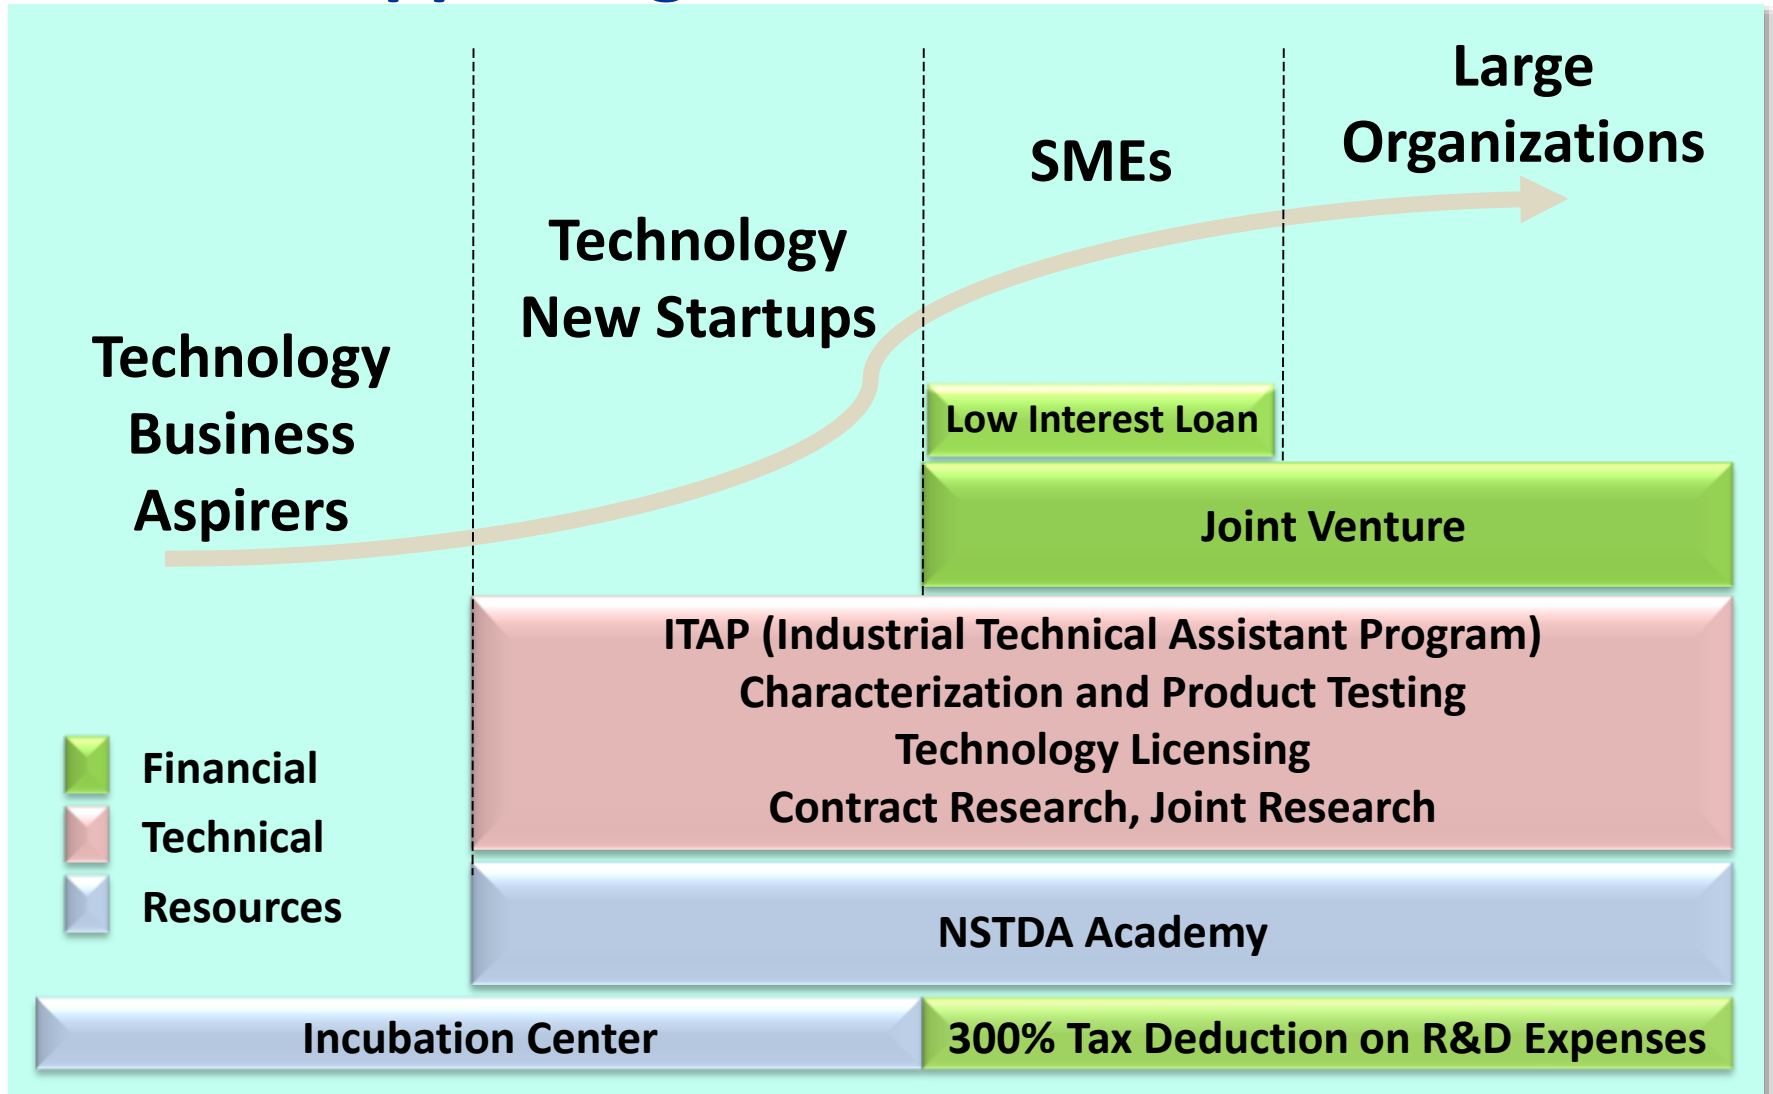 Large
Organizations
SMEs
Technology
New Startups
Technology
Business
Aspirers
Low Interest Loan
Joint Venture
ITAP (Industrial Technical Assistant Program)
Characterization and Product Testing
Technology Licensing
Contract Research, Joint Research
Financial
Technical
Resources
NSTDA Academy
Incubation Center
300% Tax Deduction on R&D Expenses